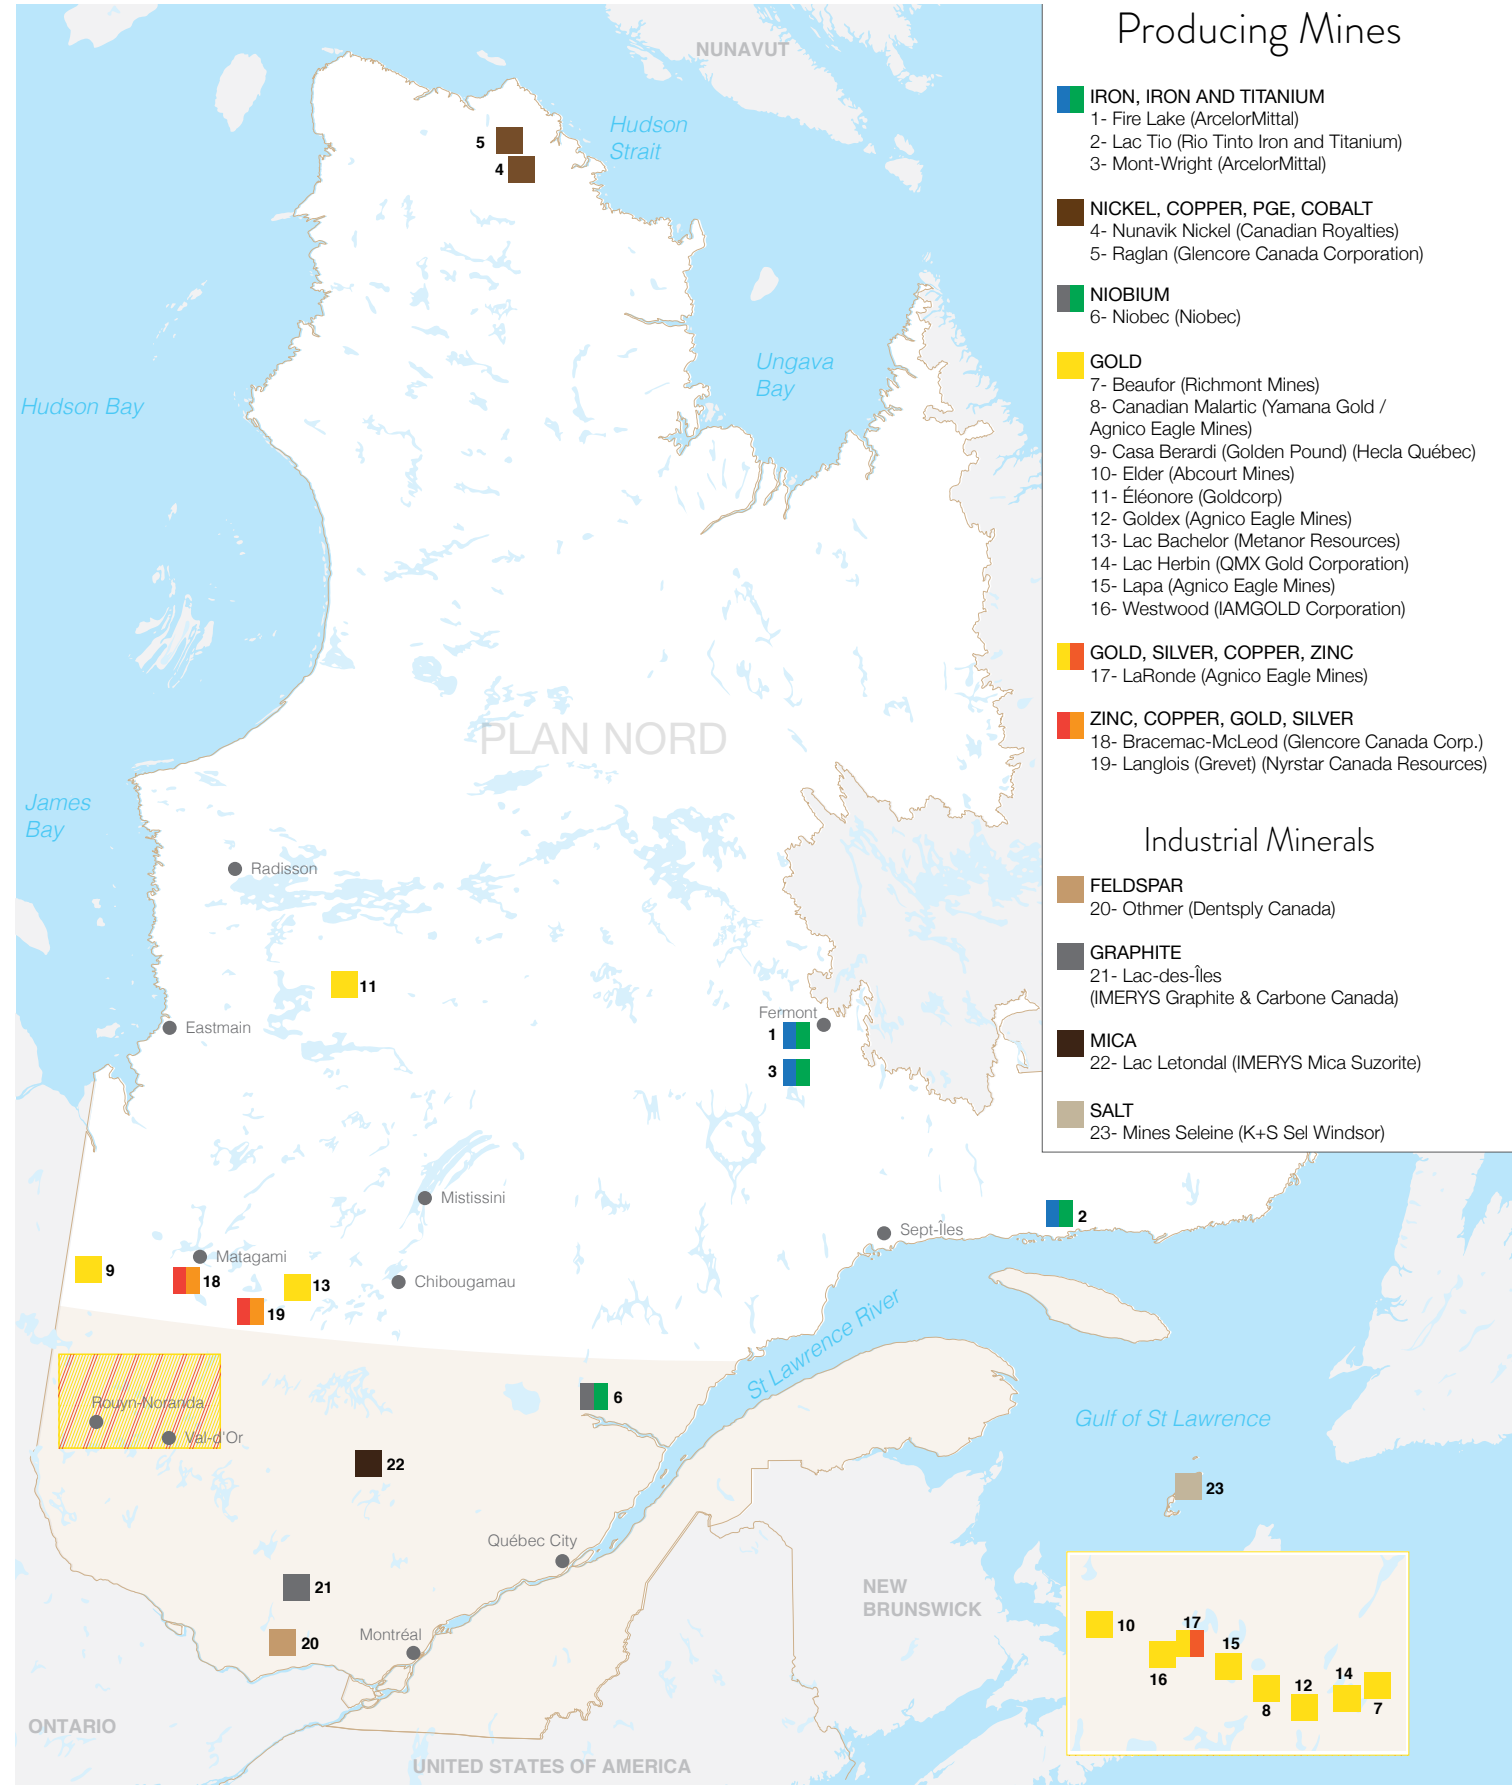 Producing Mines
IRON, IRON AND TITANIUM
1- Fire Lake (ArcelorMittal)
2- Lac Tio (Rio Tinto Iron and Titanium)
3- Mont-Wright (ArcelorMittal)
NICKEL, COPPER, PGE, COBALT
4- Nunavik Nickel (Canadian Royalties)
5- Raglan (Glencore Canada Corporation)
NIOBIUM
6- Niobec (Niobec)
GOLD
7- Beaufor (Richmont Mines)
8- Canadian Malartic (Yamana Gold /
Agnico Eagle Mines)
9- Casa Berardi (Golden Pound) (Hecla Québec)
10- Elder (Abcourt Mines)
11- Éléonore (Goldcorp)
12- Goldex (Agnico Eagle Mines)
13- Lac Bachelor (Metanor Resources)
14- Lac Herbin (QMX Gold Corporation)
15- Lapa (Agnico Eagle Mines)
16- Westwood (IAMGOLD Corporation)
GOLD, SILVER, COPPER, ZINC
17- LaRonde (Agnico Eagle Mines)
ZINC, COPPER, GOLD, SILVER
18- Bracemac-McLeod (Glencore Canada Corp.)
19- Langlois (Grevet) (Nyrstar Canada Resources)
Industrial Minerals
FELDSPAR
20- Othmer (Dentsply Canada)
GRAPHITE
21- Lac-des-Îles
(IMERYS Graphite & Carbone Canada)
MICA
22- Lac Letondal (IMERYS Mica Suzorite)
SALT
23- Mines Seleine (K+S Sel Windsor)
NUNAVUT
Hudson
Strait
5
4
Ungava
Bay
Hudson Bay
PLAN NORD
James
Bay
Radisson
11
Eastmain
Fermont
1
3
Mistissini
2
Sept-Îles
Matagami
9
18
13
Chibougamau
19
St Lawrence River
6
Rouyn-Noranda
Val-d'Or
Gulf of St Lawrence
22
23
Québec City
21
NEW
BRUNSWICK
20
Montréal
10
17
15
16
14
12
8
7
ONTARIO
UNITED STATES OF AMERICA